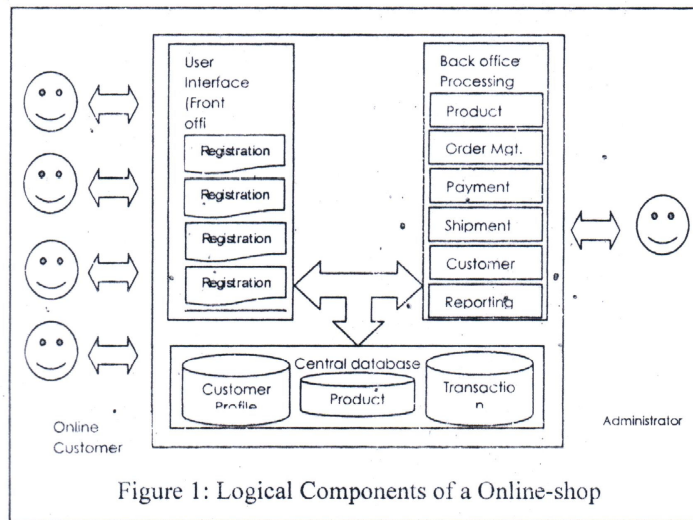 User
Interface
(Front
offi
Registration
Registration
Registration
Registration
Back office
Processing
Product
Order Mgt.
Payment
Shipment
Customer
Reporting
Central database
Customer
Profile
Product
Transactio
n
Online
Customer
Administrator
Figure 1: Logical Components of a Online-shop